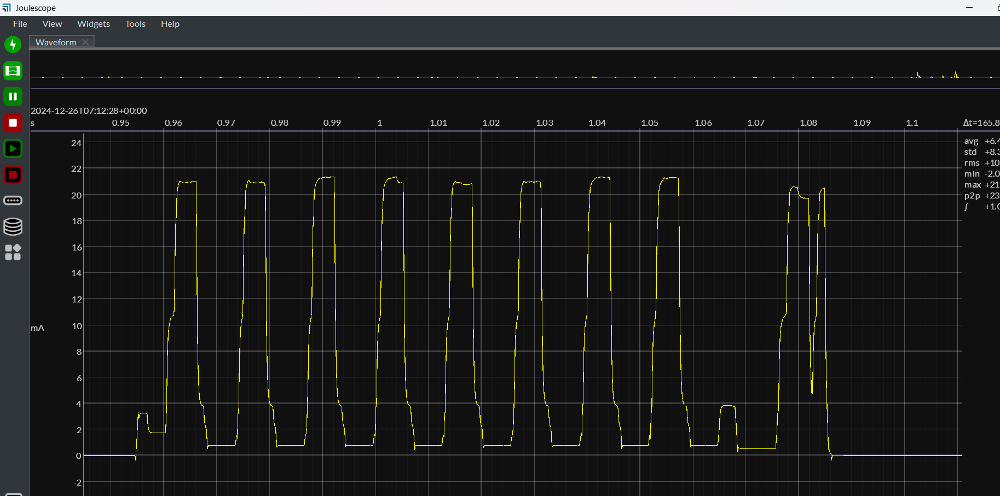 Joulescope
File View Widgets Tools Help
Waveform
2024-12-26T07:12:28+00:00
s 0.95 0.96 0.97 0.98 0.99 1 1.01 1.02 1.03 1.04 1.05 1.06 1.07 1.08 1.09 1.1 Δt=165.8
24
22
20
18
16
14
12
10
mA
8
6
4
2
0
-2
avg +6.4
std +8.3
rms +10
min -2.0
max +21
p2p +23
∫ +1.0